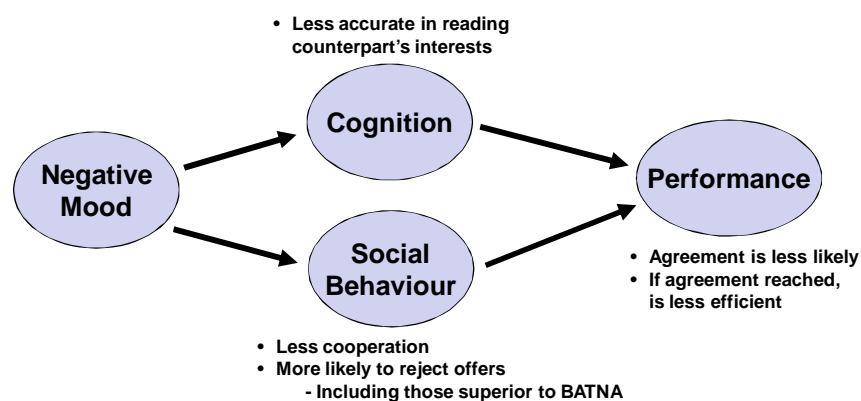 • Less accurate in reading
counterpart's interests
Cognition
Negative
Mood
Performance
Social
Behaviour
• Agreement is less likely
• If agreement reached,
is less efficient
• Less cooperation
• More likely to reject offers
- Including those superior to BATNA